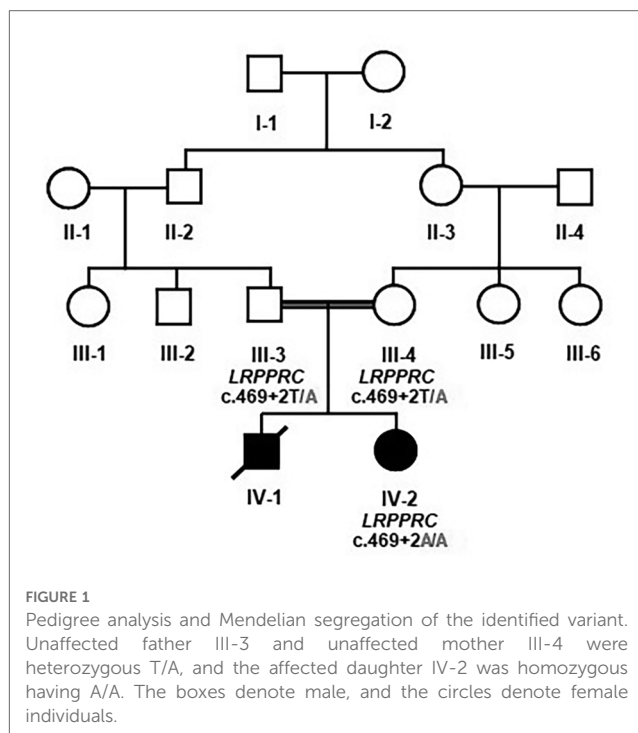 I-1 I-2
II-1 II-2 II-3 II-4
III-1 III-2 III-3 III-4 III-5 III-6
LRPPRC LRPPRC
c.469+2T/A c.469+2T/A
IV-1 IV-2
LRPPRC
c.469+2A/A
FIGURE 1
Pedigree analysis and Mendelian segregation of the identified variant.
Unaffected father III-3 and unaffected mother III-4 were
heterozygous T/A, and the affected daughter IV-2 was homozygous
having A/A. The boxes denote male, and the circles denote female
individuals.